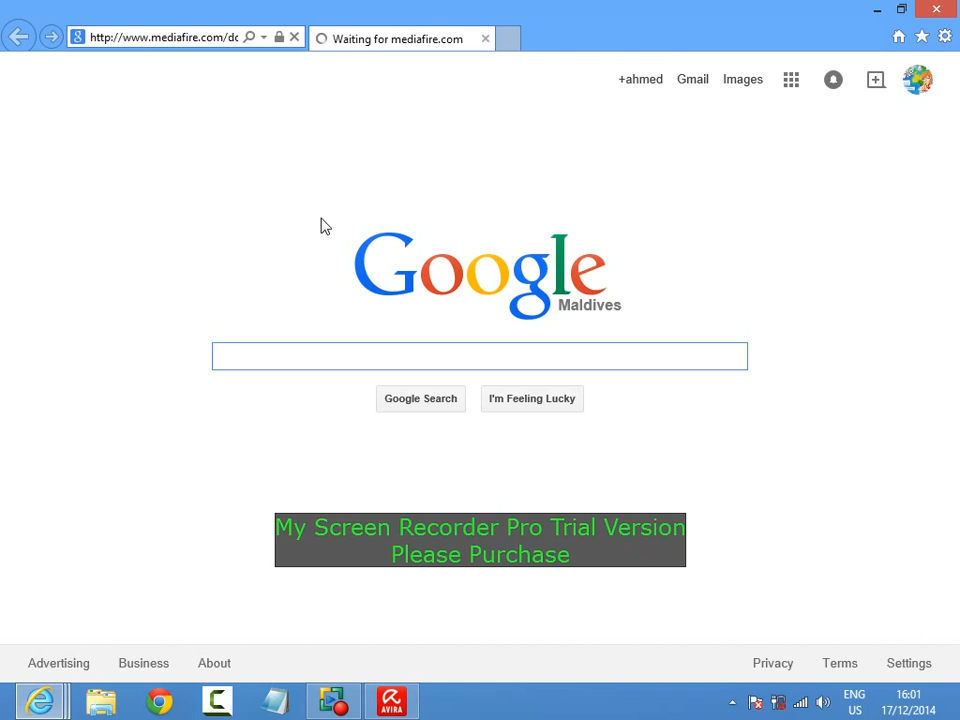 http://www.mediafire.com/dc
Waiting for mediafire.com
+ahmed Gmail Images
Google
Maldives
Google Search I'm Feeling Lucky
My Screen Recorder Pro Trial Version
Please Purchase
Advertising Business About Privacy Terms Settings
AVIRA
ENG 16:01
US 17/12/2014